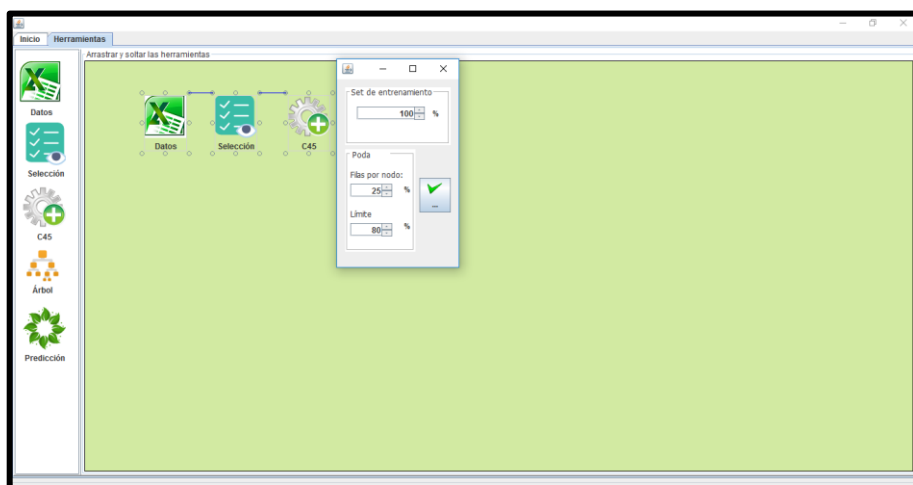 Inicio Herramientas
Arrastrar y soltar las herramientas
Datos
Selección
C45
Árbol
Predicción
Datos Selección C45
Set de entrenamiento
100 %
Poda
Filas por nodo:
25 %
Límite
80 %
...